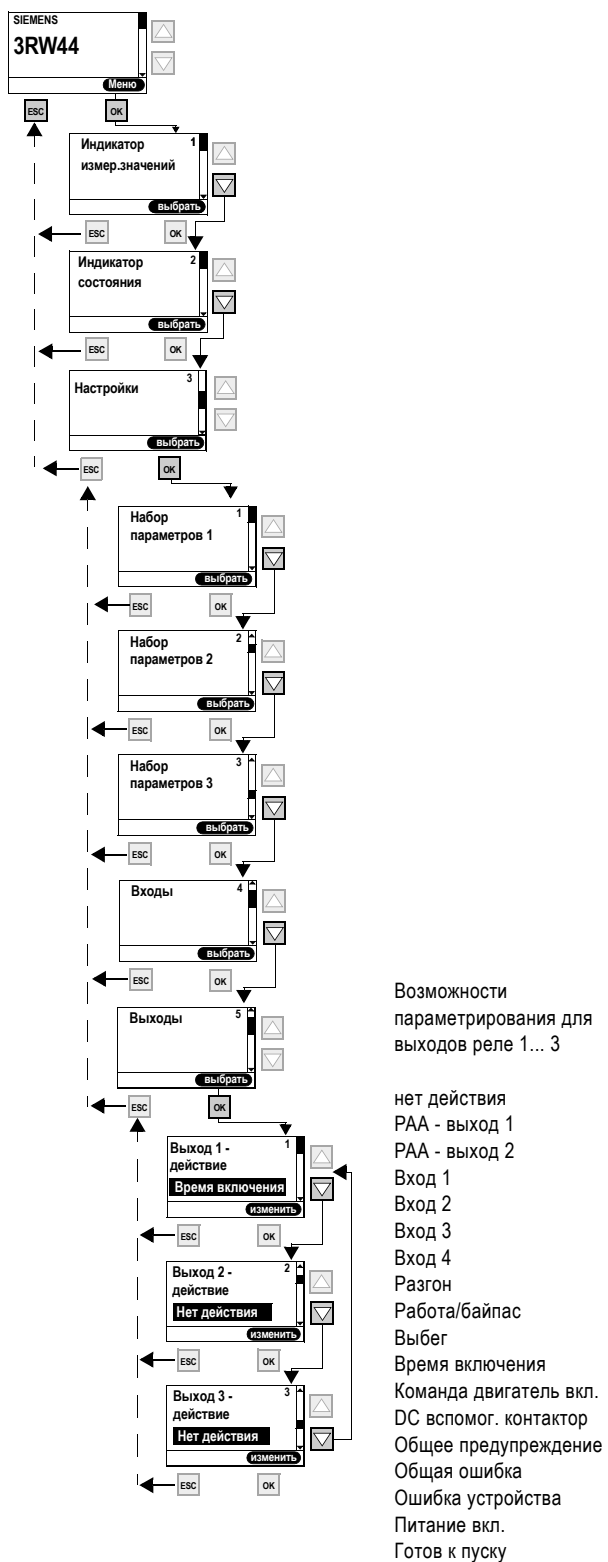 SIEMENS
3RW44
Меню
ESC
OK
Индикатор 1
измер.значений
выбрать
ESC
OK
Индикатор 2
состояния
выбрать
ESC
OK
Настройки 3
выбрать
ESC
OK
Набор 1
параметров 1
выбрать
ESC
OK
Набор 2
параметров 2
выбрать
ESC
OK
Набор 3
параметров 3
выбрать
ESC
OK
Входы 4
выбрать
ESC
OK
Выходы 5
выбрать
ESC
OK
Выход 1 - 1
действие
Время включения
изменить
ESC
OK
Выход 2 - 2
действие
Нет действия
изменить
ESC
OK
Выход 3 - 3
действие
Нет действия
изменить
ESC
OK
Возможности
параметрирования для
выходов реле 1... 3
нет действия
PAA - выход 1
PAA - выход 2
Вход 1
Вход 2
Вход 3
Вход 4
Разгон
Работа/байпас
Выбег
Время включения
Команда двигатель вкл.
DC вспомог. контактор
Общее предупреждение
Общая ошибка
Ошибка устройства
Питание вкл.
Готов к пуску